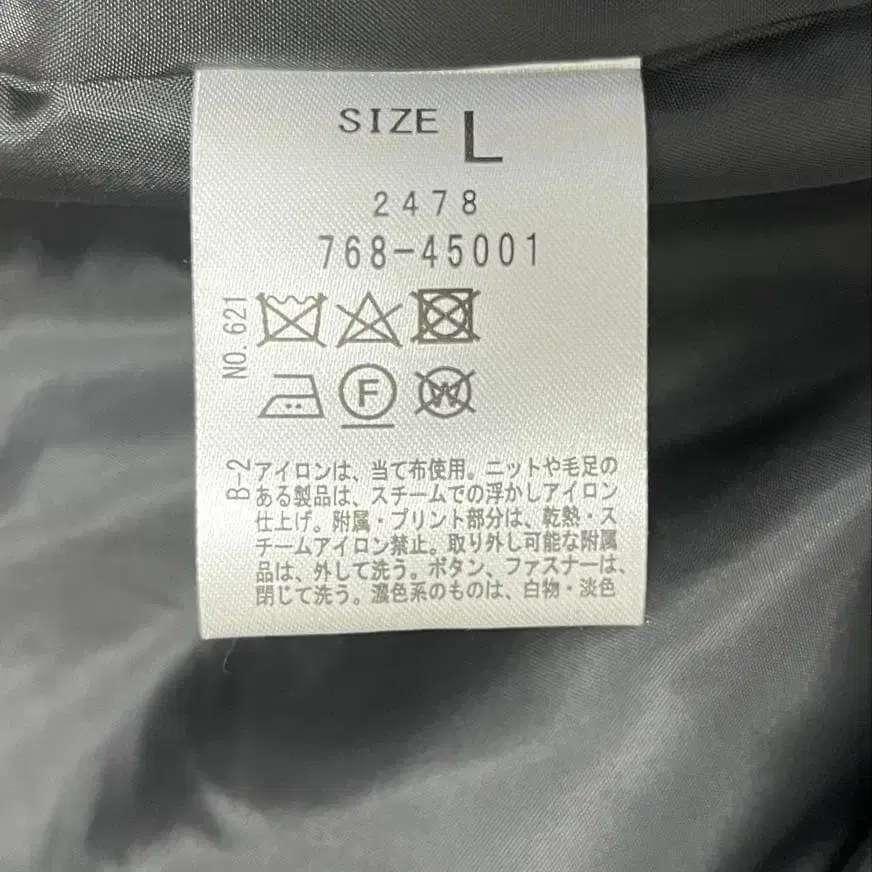 SIZE L
2478
768-45001
NO.621
F
W
B-2
アイロンは、当て布使用。ニットや毛足の
ある製品は、スチームでの浮かしアイロン
仕上げ。附属・プリント部分は、乾熱・ス
チームアイロン禁止。取り外し可能な附属
品は、外して洗う。ボタン、ファスナーは、
閉じて洗う。濃色系のものは、白物・淡色